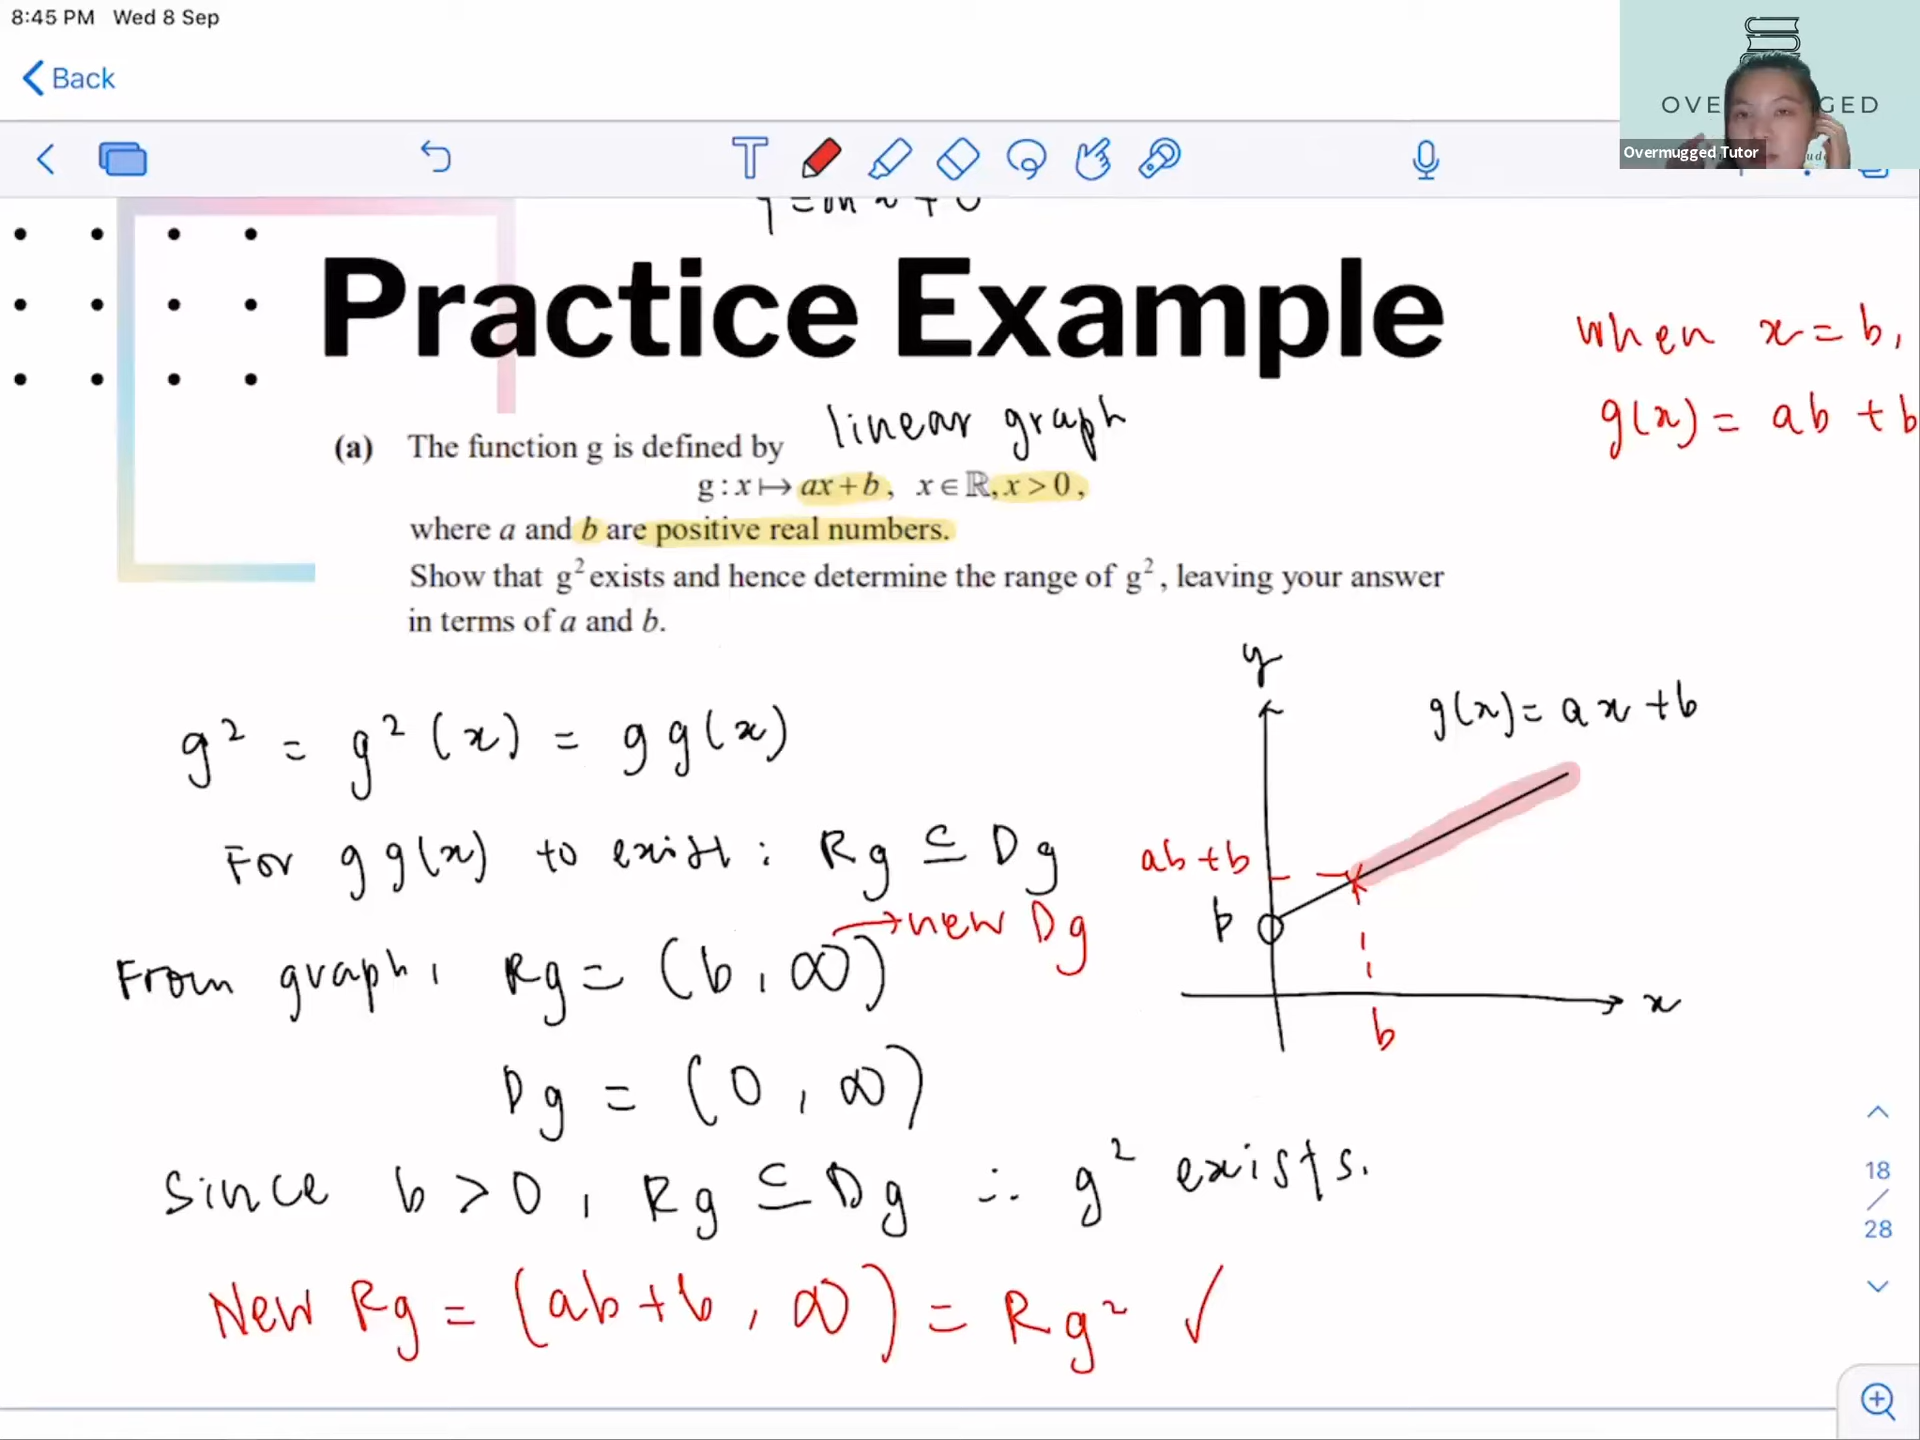 8:45 PM Wed 8 Sep
Back
OVE GED
Overmugged Tutor
Practice Example
when x = b,
g(x) = ab + b
linear graph
(a) The function g is defined by
g : x ↦ ax + b, x ∈ ℝ, x > 0,
where a and b are positive real numbers.
Show that g² exists and hence determine the range of g², leaving your answer
in terms of a and b.
y
g(x) = ax + b
g² = g²(x) = gg(x)
For gg(x) to exist : Rg ⊆ Dg
ab + b
→ new Dg
b
From graph, Rg = (b, ∞)
x
b
Dg = (0, ∞)
Since b > 0, Rg ⊆ Dg ∴ g² exists.
New Rg = (ab + b, ∞) = Rg² ✓
18
/
28